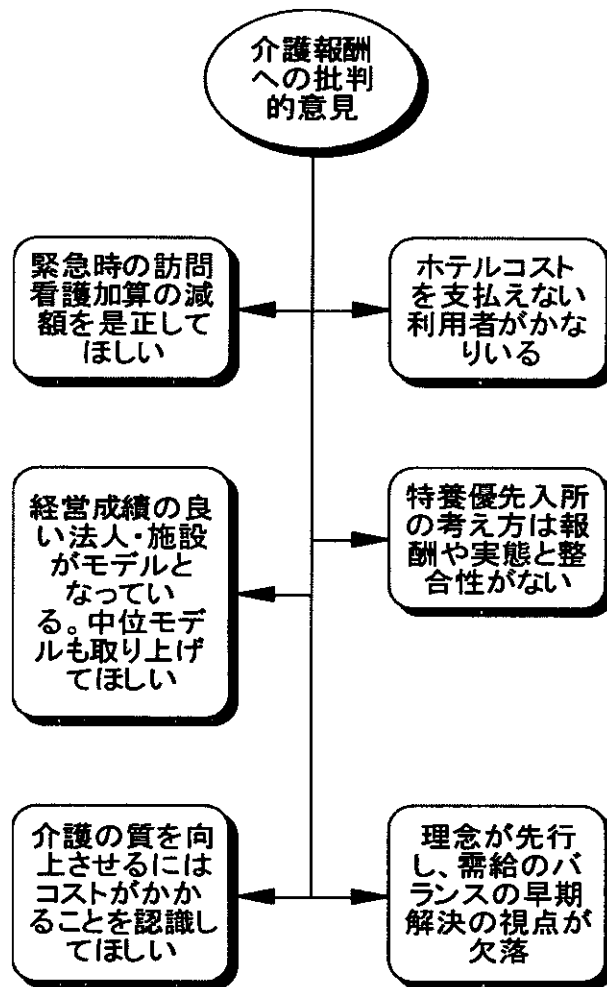 介護報酬
への批判
的意見
緊急時の訪問
看護加算の減
額を是正して
ほしい
ホテルコスト
を支払えない
利用者がかな
りいる
経営成績の良
い法人・施設
がモデルと
なってい
る。中位モデ
ルも取り上げ
てほしい
特養優先入所
の考え方は報
酬や実態と整
合性がない
介護の質を向
上させるには
コストがかか
ることを認識し
てほしい
理念が先行
し、需給のバ
ランスの早期
解決の視点が
欠落